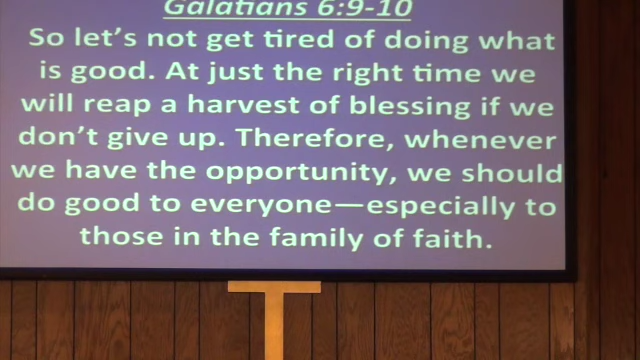 Galatians 6:9-10
So let's not get tired of doing what
is good. At just the right time we
will reap a harvest of blessing if we
don't give up. Therefore, whenever
we have the opportunity, we should
do good to everyone—especially to
those in the family of faith.